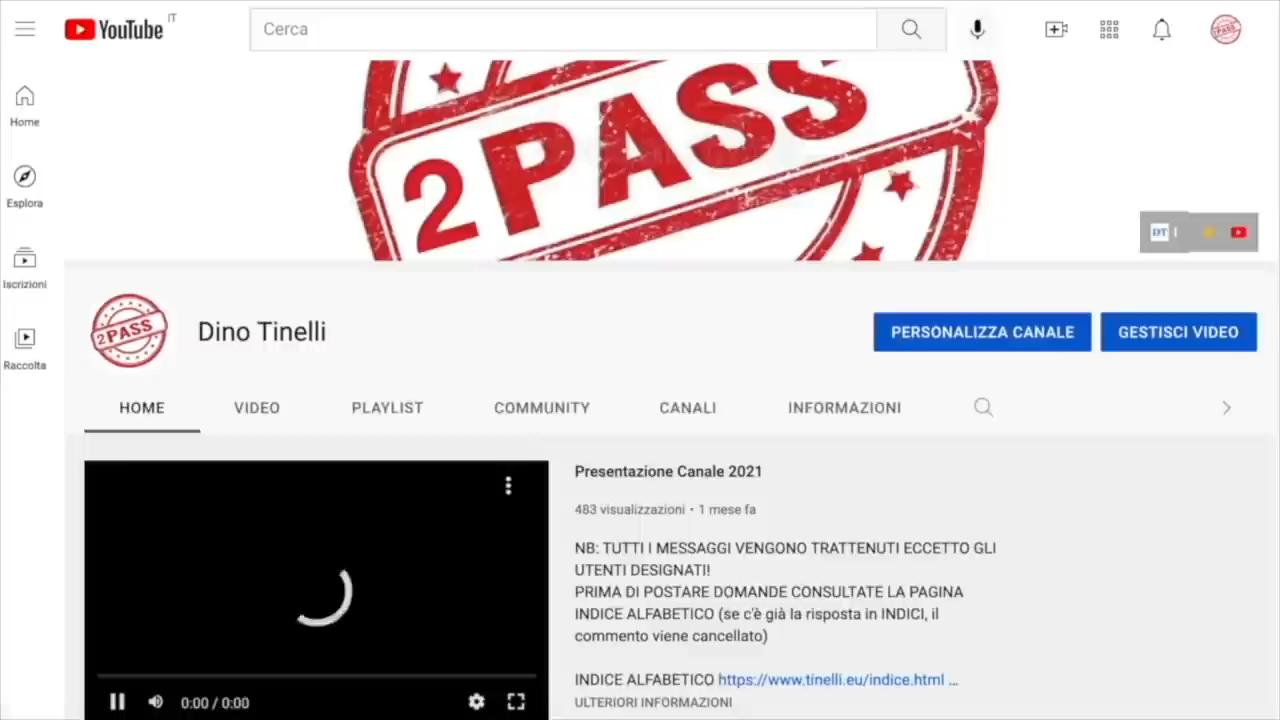 YouTube IT
Cerca
2PASS
Home
2PASS
Esplora
DT
Iscrizioni
2PASS
Dino Tinelli
PERSONALIZZA CANALE
GESTISCI VIDEO
Raccolta
HOME
VIDEO
PLAYLIST
COMMUNITY
CANALI
INFORMAZIONI
Presentazione Canale 2021
483 visualizzazioni • 1 mese fa
NB: TUTTI I MESSAGGI VENGONO TRATTENUTI ECCETTO GLI
UTENTI DESIGNATI!
PRIMA DI POSTARE DOMANDE CONSULTATE LA PAGINA
INDICE ALFABETICO (se c'è già la risposta in INDICI, il
commento viene cancellato)
INDICE ALFABETICO https://www.tinelli.eu/indice.html ...
ULTERIORI INFORMAZIONI
0:00 / 0:00